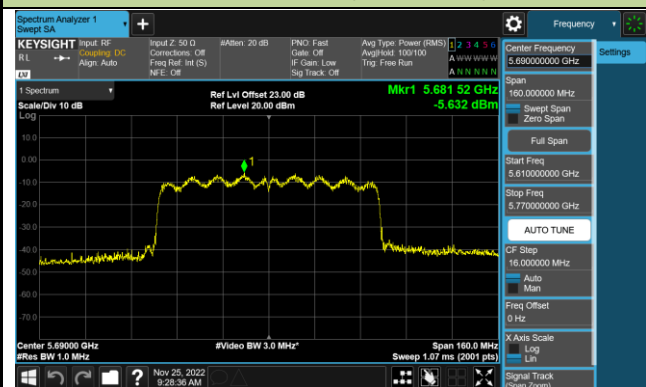 Spectrum Analyzer 1
Swept SA
+
Frequency
KEYSIGHT
RL
LXI
Input: RF
Coupling: DC
Align: Auto
Input Z: 50 Ω
Corrections: Off
Freq Ref: Int (S)
NFE: Off
#Atten: 20 dB
PNO: Fast
Gate: Off
IF Gain: Low
Sig Track: Off
Avg Type: Power (RMS)
Avg|Hold: 100/100
Trig: Free Run
1 2 3 4 5 6
A W W W W W
A N N N N N
1 Spectrum
Scale/Div 10 dB
Log
Ref Lvl Offset 23.00 dB
Ref Level 20.00 dBm
Mkr1 5.681 52 GHz
-5.632 dBm
10.0
0.00
-10.0
-20.0
-30.0
-40.0
-50.0
-60.0
-70.0
1
Center 5.69000 GHz
#Res BW 1.0 MHz
#Video BW 3.0 MHz*
Span 160.0 MHz
Sweep 1.07 ms (2001 pts)
Center Frequency
5.690000000 GHz
Span
160.000000 MHz
Swept Span
Zero Span
Full Span
Start Freq
5.610000000 GHz
Stop Freq
5.770000000 GHz
AUTO TUNE
CF Step
16.000000 MHz
Auto
Man
Freq Offset
0 Hz
X Axis Scale
Log
Lin
Signal Track
(Span Zoom)
Settings
?
Nov 25, 2022
9:28:36 AM